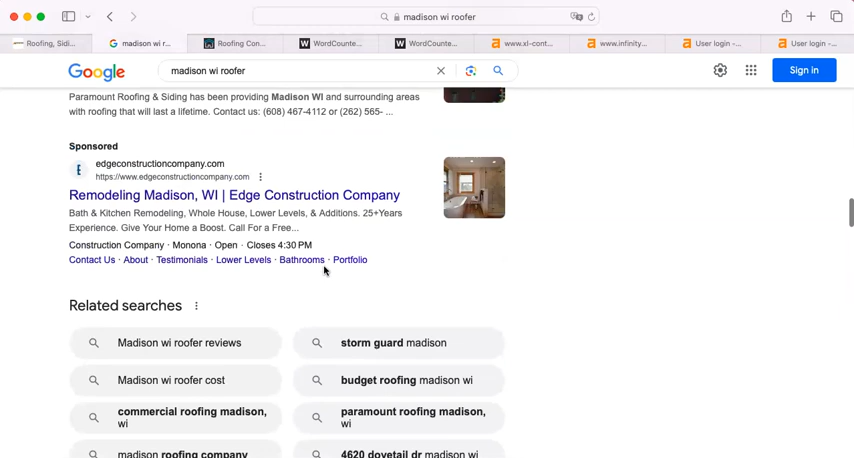 madison wi roofer
Roofing, Sidi...
madison wi r...
Roofing Con...
WordCounte...
WordCounte...
www.xl-cont...
www.infinity...
User login -...
User login -...
Google
madison wi roofer
Sign in
Paramount Roofing & Siding has been providing Madison WI and surrounding areas
with roofing that will last a lifetime. Contact us: (608) 467-4112 or (262) 565- ...
Sponsored
edgeconstructioncompany.com
https://www.edgeconstructioncompany.com
Remodeling Madison, WI | Edge Construction Company
Bath & Kitchen Remodeling, Whole House, Lower Levels, & Additions. 25+Years
Experience. Give Your Home a Boost. Call For a Free...
Construction Company · Monona · Open · Closes 4:30 PM
Contact Us · About · Testimonials · Lower Levels · Bathrooms · Portfolio
Related searches
Madison wi roofer reviews
storm guard madison
Madison wi roofer cost
budget roofing madison wi
commercial roofing madison,
wi
paramount roofing madison,
wi
madison roofing company
4620 dovetail dr madison wi